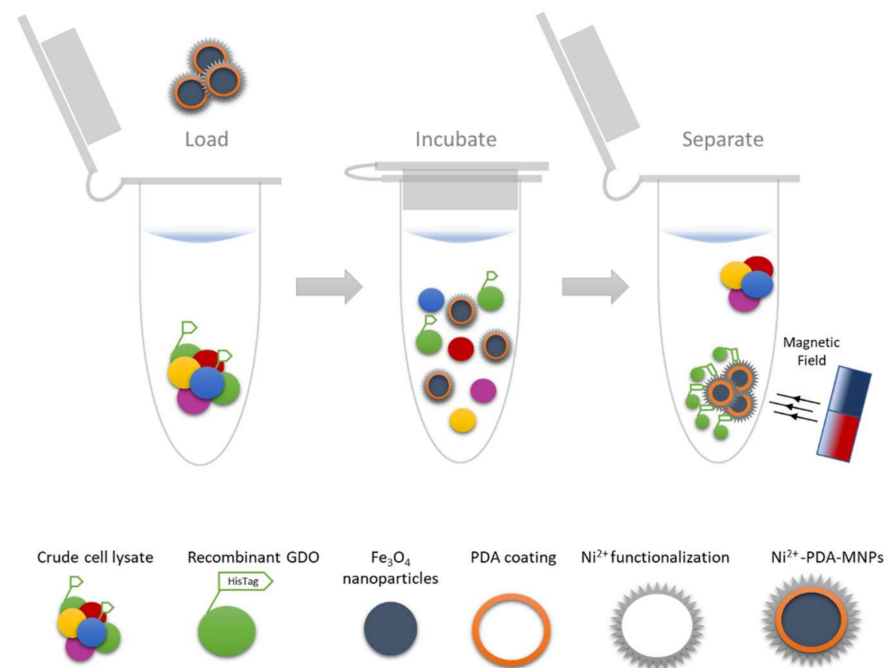 Load
Incubate
Separate
Magnetic
Field
Crude cell lysate
Recombinant GDO
Fe₃O₄
nanoparticles
PDA coating
Ni²⁺ functionalization
Ni²⁺-PDA-MNPs
HisTag